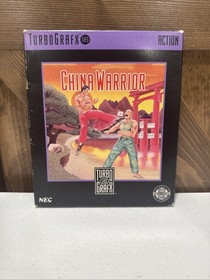 TURBOGRAFX 16
ACTION
CHINA WARRIOR
TURBO
GRAFX
NEC